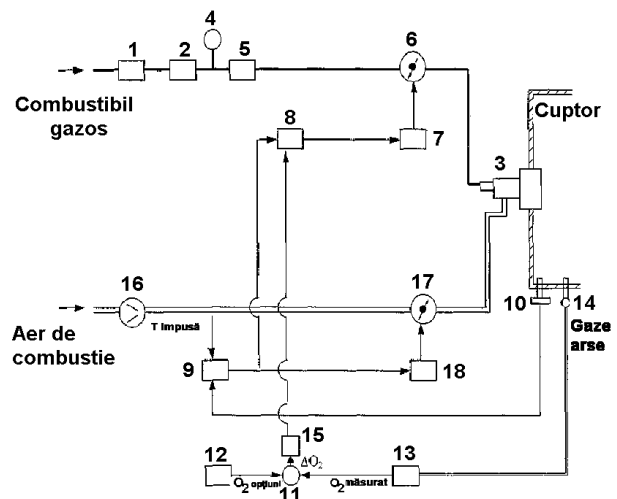 4
1
2
5
6
Combustibil
gazos
8
7
Cuptor
3
16
17
10
14
T impusă
Aer de
combustie
Gaze
arse
9
18
15
12
ΔO₂
13
O₂ opțiuni
O₂ măsurat
11